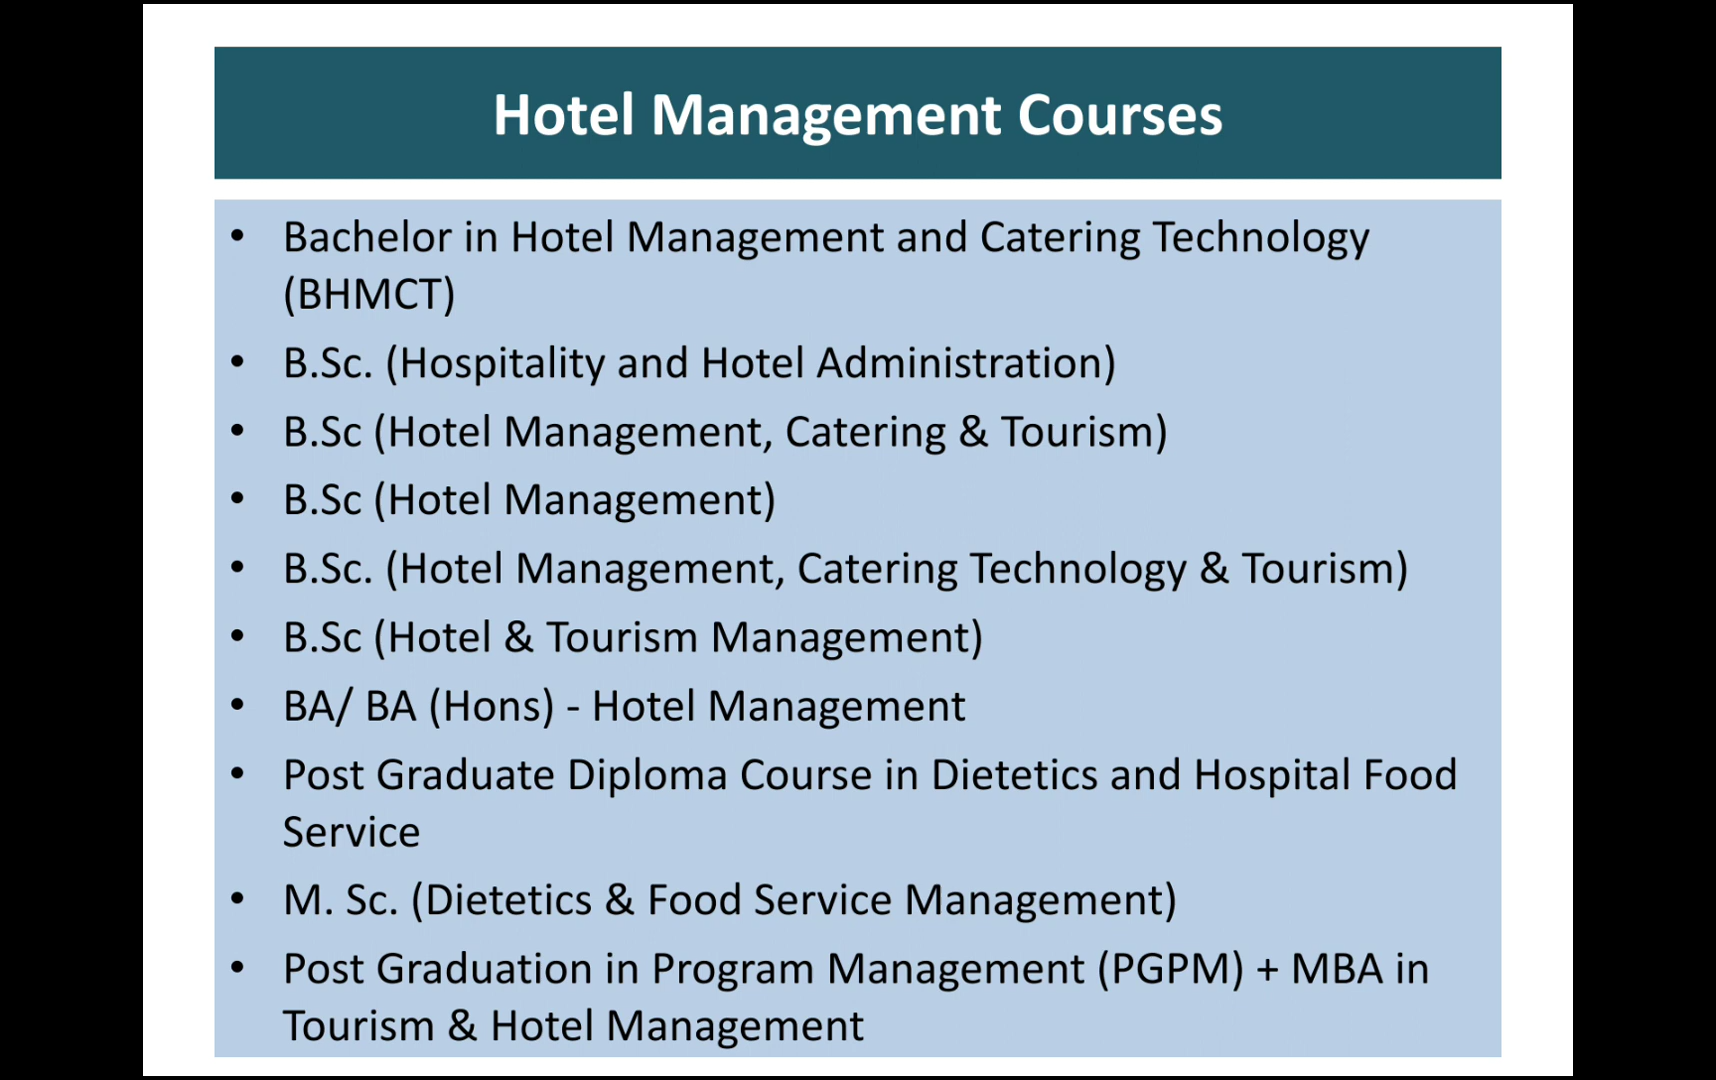 Hotel Management Courses
• Bachelor in Hotel Management and Catering Technology
(BHMCT)
• B.Sc. (Hospitality and Hotel Administration)
• B.Sc (Hotel Management, Catering & Tourism)
• B.Sc (Hotel Management)
• B.Sc. (Hotel Management, Catering Technology & Tourism)
• B.Sc (Hotel & Tourism Management)
• BA/ BA (Hons) - Hotel Management
• Post Graduate Diploma Course in Dietetics and Hospital Food
Service
• M. Sc. (Dietetics & Food Service Management)
• Post Graduation in Program Management (PGPM) + MBA in
Tourism & Hotel Management